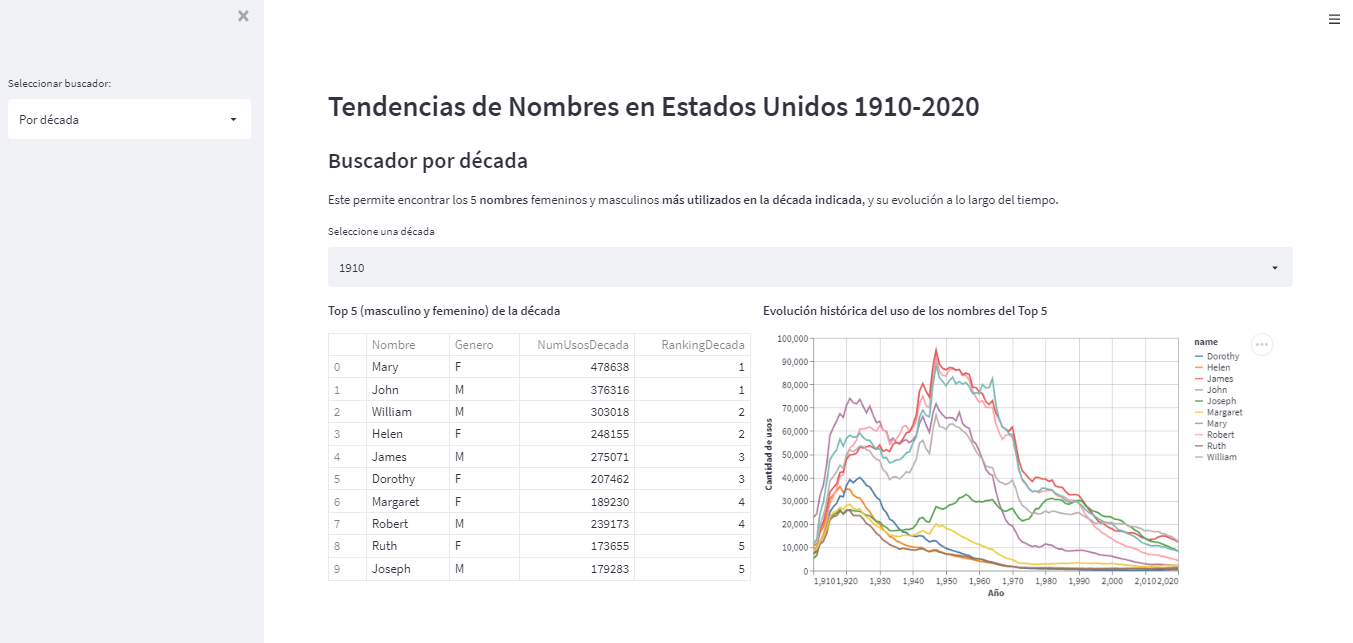 Seleccionar buscador:
Por década
Tendencias de Nombres en Estados Unidos 1910-2020
Buscador por década
Este permite encontrar los 5 nombres femeninos y masculinos más utilizados en la década indicada, y su evolución a lo largo del tiempo.
Seleccione una década
1910
Top 5 (masculino y femenino) de la década
Nombre Genero NumUsosDecada RankingDecada
0 Mary F 478638 1
1 John M 376316 1
2 William M 303018 2
3 Helen F 248155 2
4 James M 275071 3
5 Dorothy F 207462 3
6 Margaret F 189230 4
7 Robert M 239173 4
8 Ruth F 173655 5
9 Joseph M 179283 5
Evolución histórica del uso de los nombres del Top 5
100,000
90,000
80,000
70,000
60,000
50,000
40,000
30,000
20,000
10,000
0
Cantidad de usos
1,910 1,920 1,930 1,940 1,950 1,960 1,970 1,980 1,990 2,000 2,010 2,020
Año
name
Dorothy
Helen
James
John
Joseph
Margaret
Mary
Robert
Ruth
William